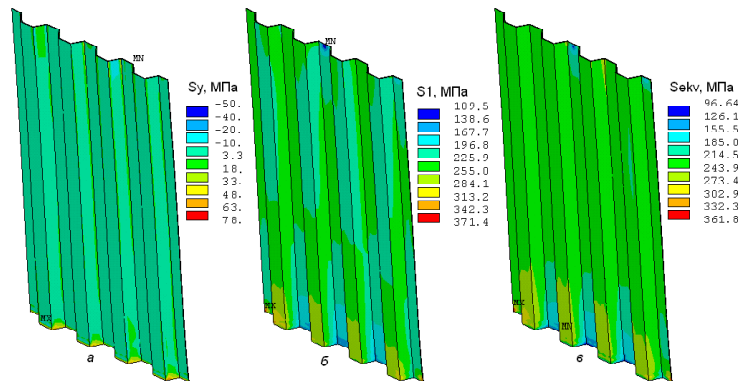 MN
Sy, МПа
-50.
-40.
-20.
-10.
3.3
18.
33.
48.
63.
78.
MX
а
MN
S1, МПа
109.5
138.6
167.7
196.8
225.9
255.0
284.1
313.2
342.3
371.4
MX
б
Sekv, МПа
96.64
126.1
155.5
185.0
214.5
243.9
273.4
302.9
332.3
361.8
MX
MN
в